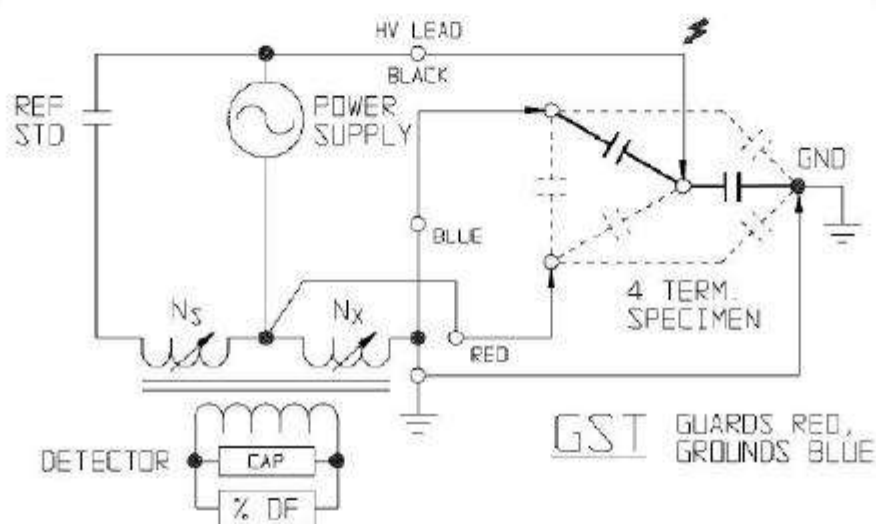 HV LEAD
BLACK
REF
STD
POWER
SUPPLY
GND
BLUE
4 TERM.
SPECIMEN
NS
NX
RED
GST
GUARDS RED,
GROUNDS BLUE
DETECTOR
CAP
% DF